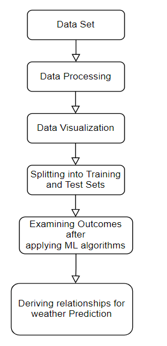 Data Set
Data Processing
Data Visualization
Splitting into Training
and Test Sets
Examining Outcomes
after
applying ML algorithms
Deriving relationships for
weather Prediction